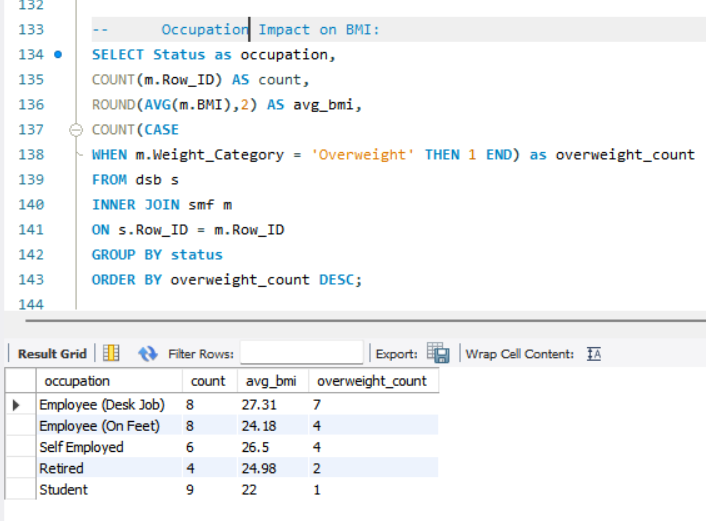 132
133 -- Occupation Impact on BMI:
134 SELECT Status as occupation,
135 COUNT(m.Row_ID) AS count,
136 ROUND(AVG(m.BMI),2) AS avg_bmi,
137 COUNT(CASE
138 WHEN m.Weight_Category = 'Overweight' THEN 1 END) as overweight_count
139 FROM dsb s
140 INNER JOIN smf m
141 ON s.Row_ID = m.Row_ID
142 GROUP BY status
143 ORDER BY overweight_count DESC;
144
Result Grid Filter Rows: Export: Wrap Cell Content: IA
occupation count avg_bmi overweight_count
Employee (Desk Job) 8 27.31 7
Employee (On Feet) 8 24.18 4
Self Employed 6 26.5 4
Retired 4 24.98 2
Student 9 22 1